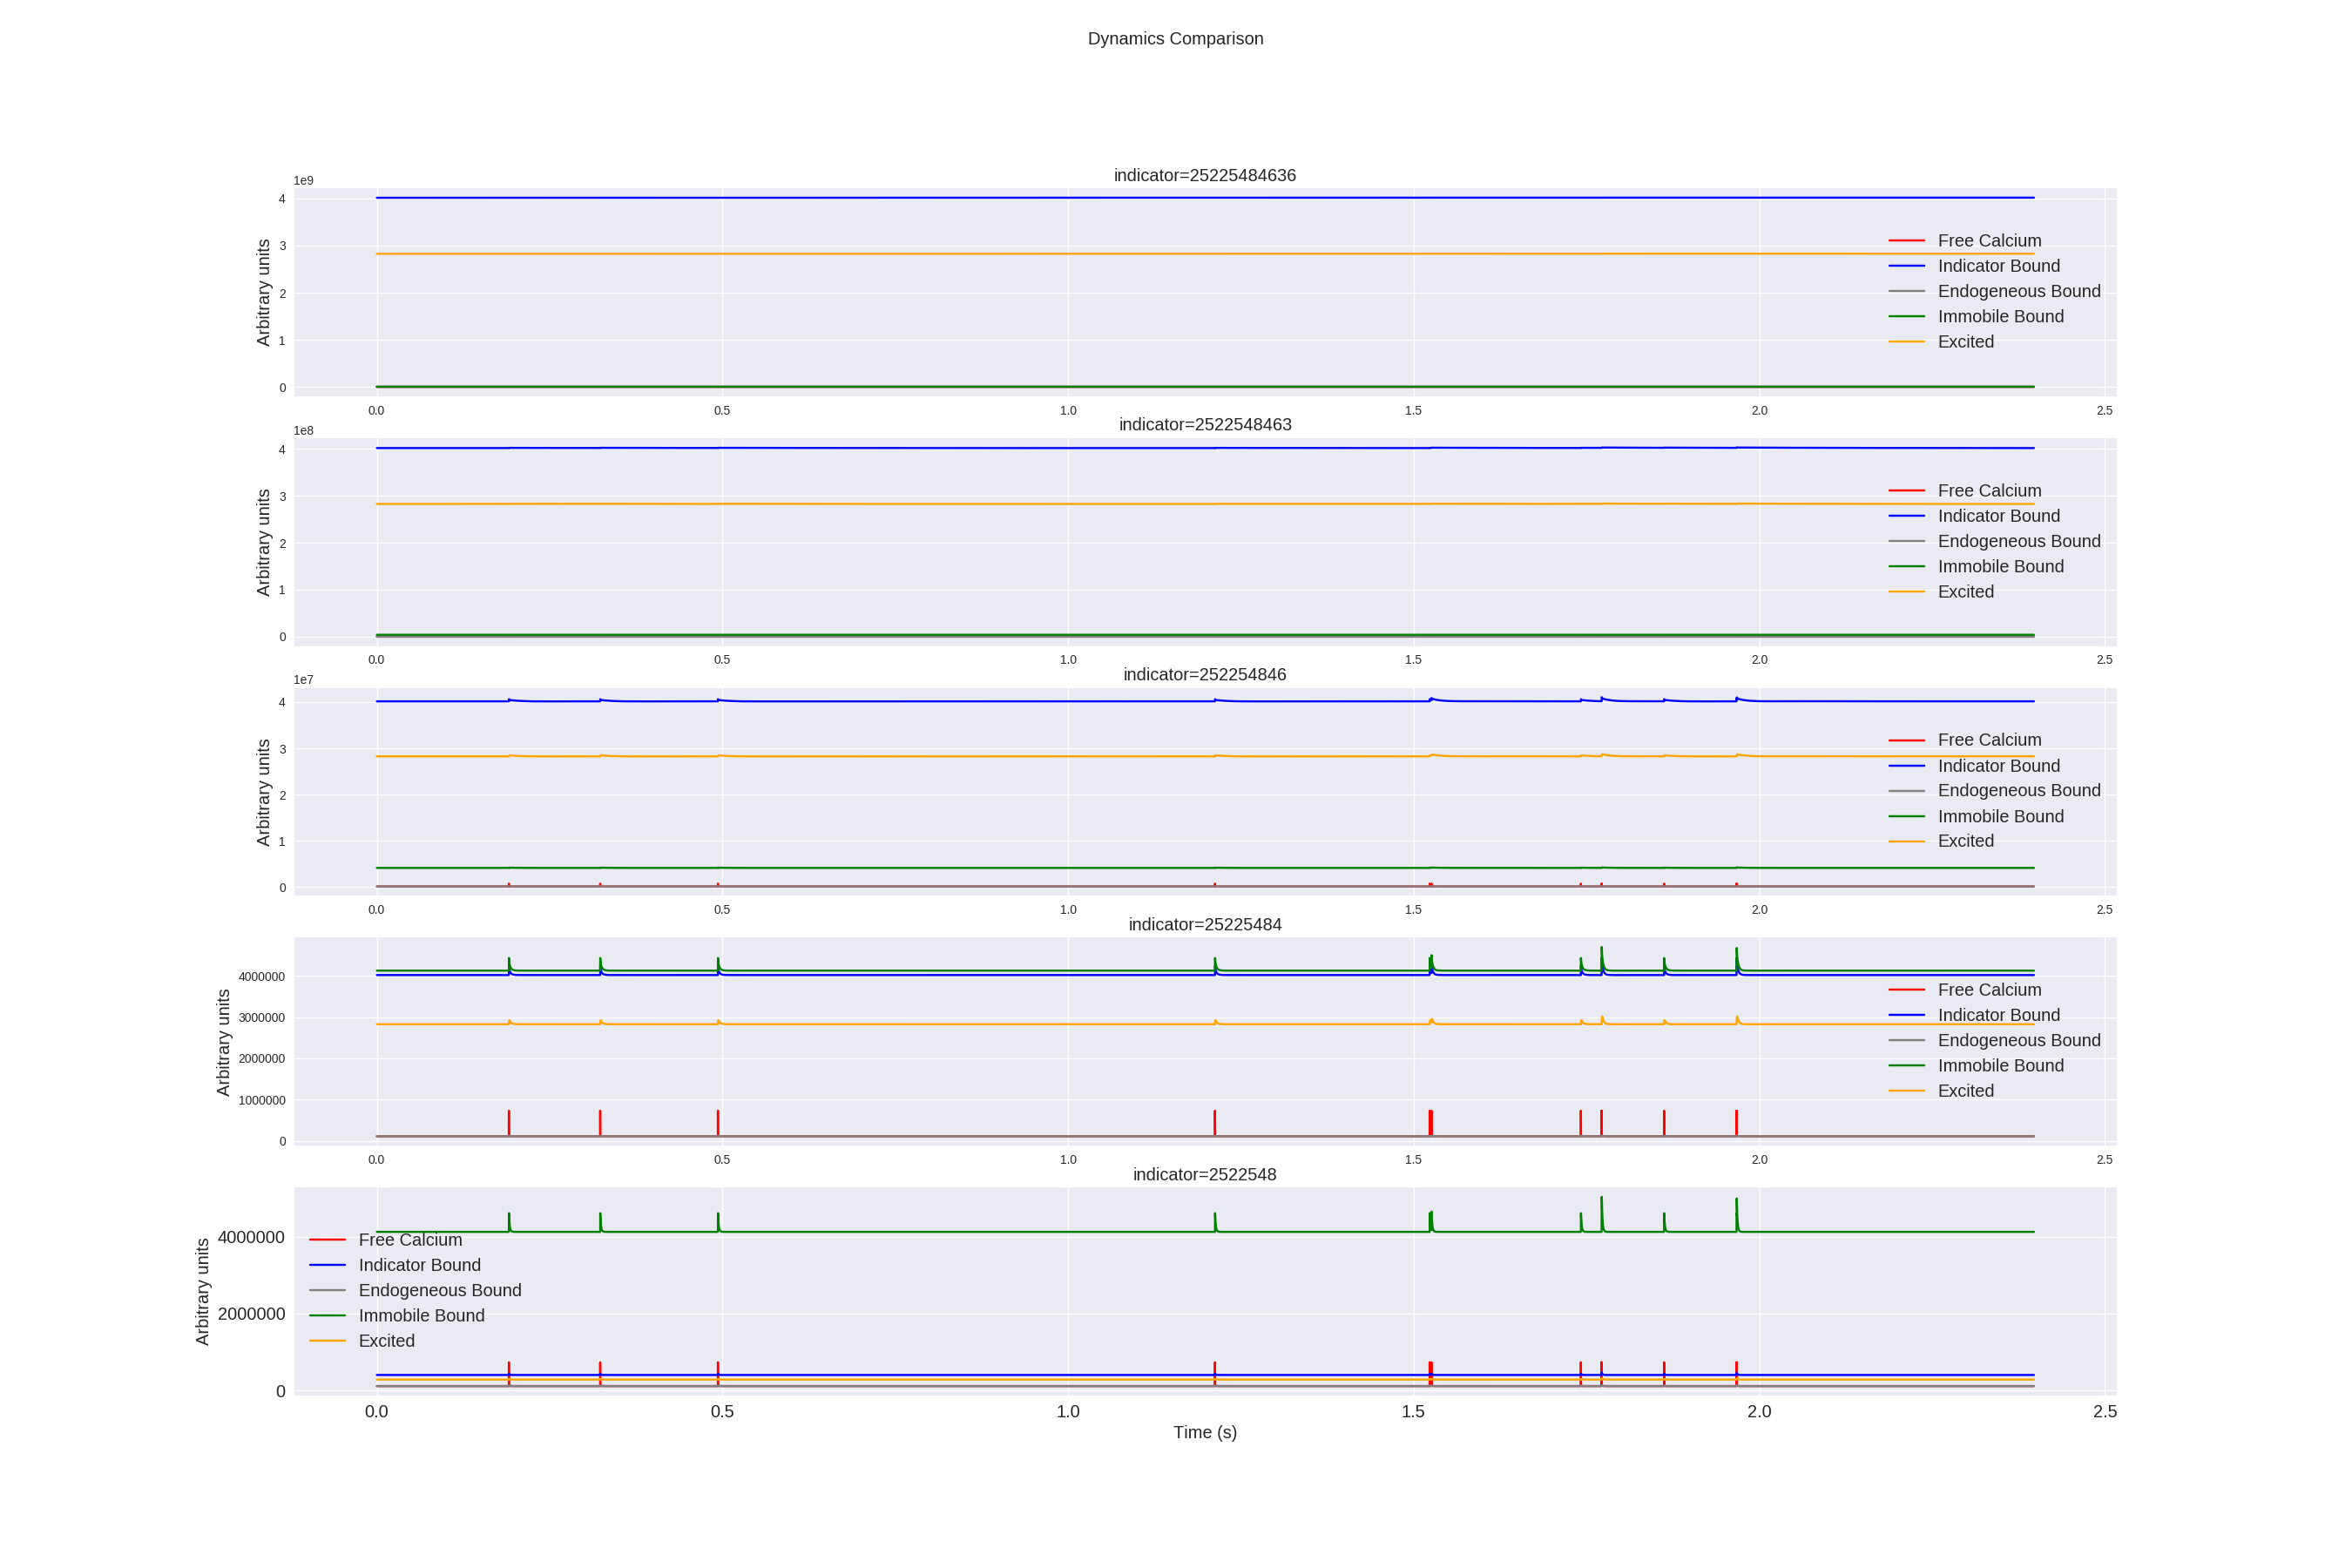 Dynamics Comparison
indicator=25225484636
1e9
Arbitrary units
4
3
2
1
0
Free Calcium
Indicator Bound
Endogeneous Bound
Immobile Bound
Excited
0.0 0.5 1.0 1.5 2.0 2.5
indicator=2522548463
1e8
Arbitrary units
4
3
2
1
0
Free Calcium
Indicator Bound
Endogeneous Bound
Immobile Bound
Excited
0.0 0.5 1.0 1.5 2.0 2.5
indicator=252254846
1e7
Arbitrary units
4
3
2
1
0
Free Calcium
Indicator Bound
Endogeneous Bound
Immobile Bound
Excited
0.0 0.5 1.0 1.5 2.0 2.5
indicator=25225484
Arbitrary units
4000000
3000000
2000000
1000000
0
Free Calcium
Indicator Bound
Endogeneous Bound
Immobile Bound
Excited
0.0 0.5 1.0 1.5 2.0 2.5
indicator=2522548
Arbitrary units
4000000
2000000
0
Free Calcium
Indicator Bound
Endogeneous Bound
Immobile Bound
Excited
0.0 0.5 1.0 1.5 2.0 2.5
Time (s)